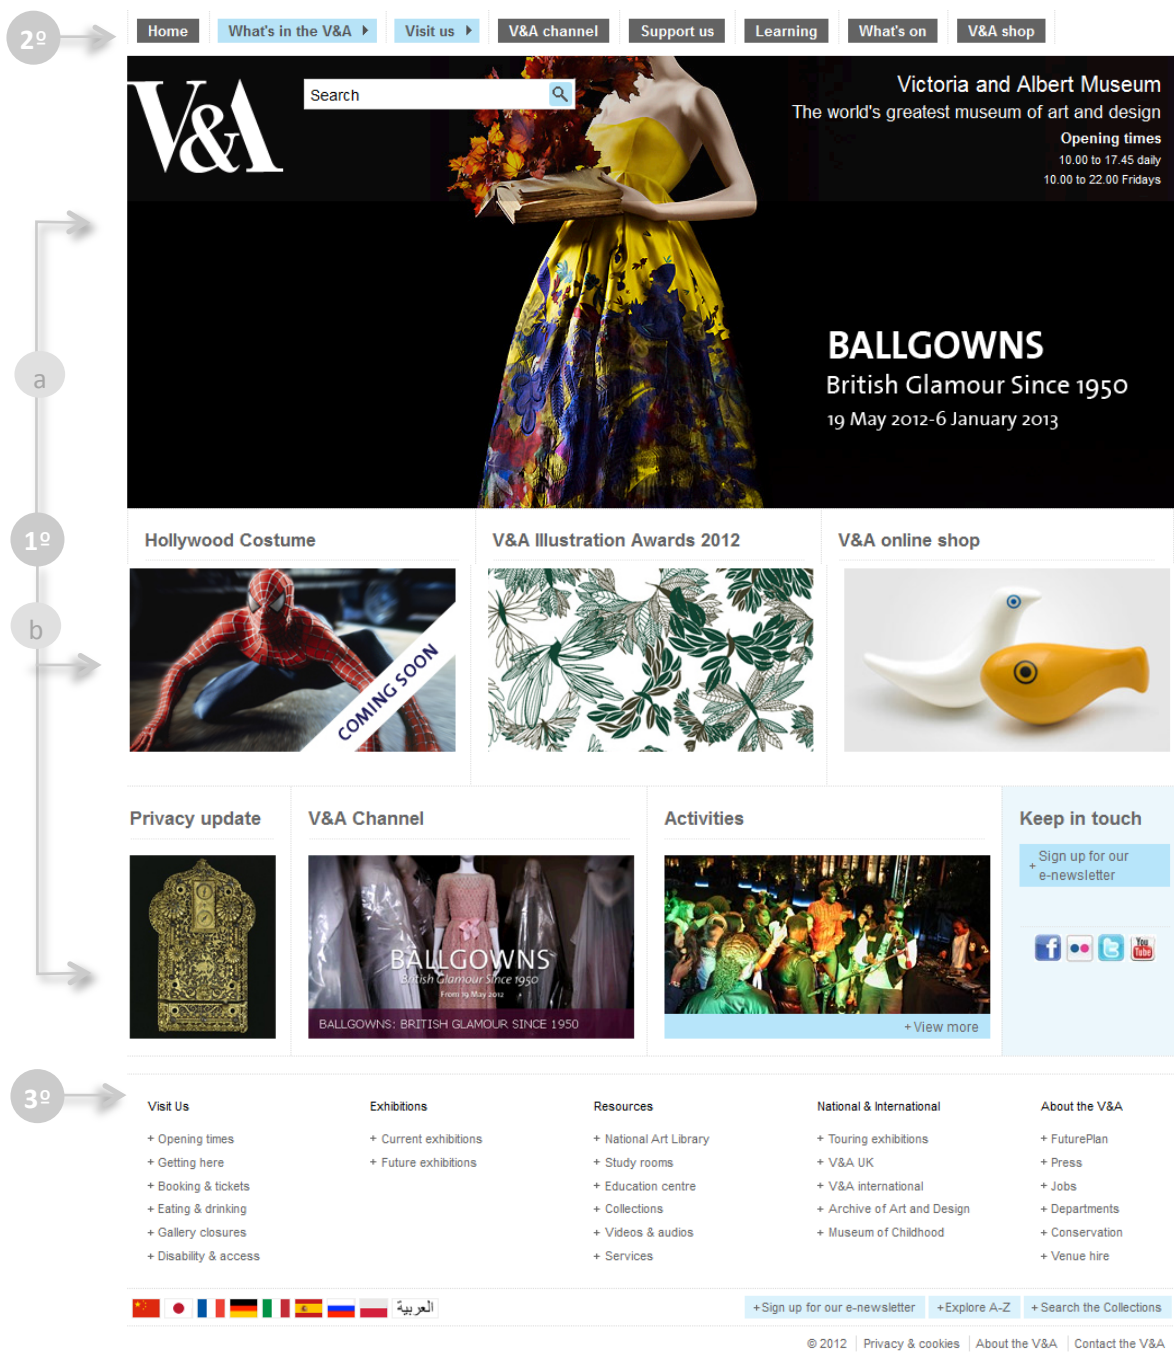 2º
Home
What's in the V&A
Visit us
V&A channel
Support us
Learning
What's on
V&A shop
V&A
Search
Victoria and Albert Museum
The world's greatest museum of art and design
Opening times
10.00 to 17.45 daily
10.00 to 22.00 Fridays
a
BALLGOWNS
British Glamour Since 1950
19 May 2012-6 January 2013
1º
b
Hollywood Costume
V&A Illustration Awards 2012
V&A online shop
COMING SOON
Privacy update
V&A Channel
Activities
Keep in touch
+ Sign up for our
e-newsletter
BALLGOWNS
British Glamour Since 1950
From 19 May 2012
BALLGOWNS: BRITISH GLAMOUR SINCE 1950
+View more
You
Tube
3º
Visit Us
+ Opening times
+ Getting here
+ Booking & tickets
+ Eating & drinking
+ Gallery closures
+ Disability & access
Exhibitions
+ Current exhibitions
+ Future exhibitions
Resources
+ National Art Library
+ Study rooms
+ Education centre
+ Collections
+ Videos & audios
+ Services
National & International
+ Touring exhibitions
+ V&A UK
+ V&A international
+ Archive of Art and Design
+ Museum of Childhood
About the V&A
+ FuturePlan
+ Press
+ Jobs
+ Departments
+ Conservation
+ Venue hire
العربية
+Sign up for our e-newsletter
+Explore A-Z
+Search the Collections
© 2012 | Privacy & cookies | About the V&A | Contact the V&A